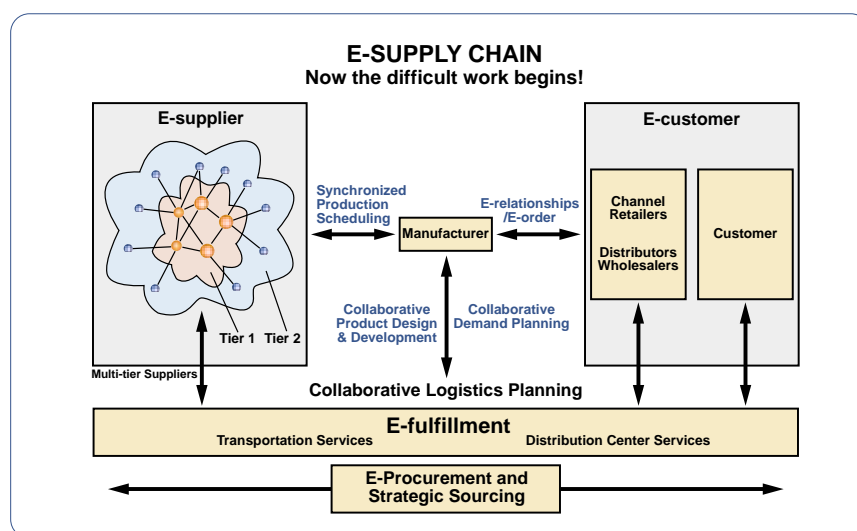 E-SUPPLY CHAIN
Now the difficult work begins!
E-supplier
Tier 1
Tier 2
Multi-tier Suppliers
Synchronized
Production
Scheduling
Manufacturer
E-relationships
/E-order
E-customer
Channel
Retailers
Distributors
Wholesalers
Customer
Collaborative
Product Design
& Development
Collaborative
Demand Planning
Collaborative Logistics Planning
E-fulfillment
Transportation Services
Distribution Center Services
E-Procurement and
Strategic Sourcing